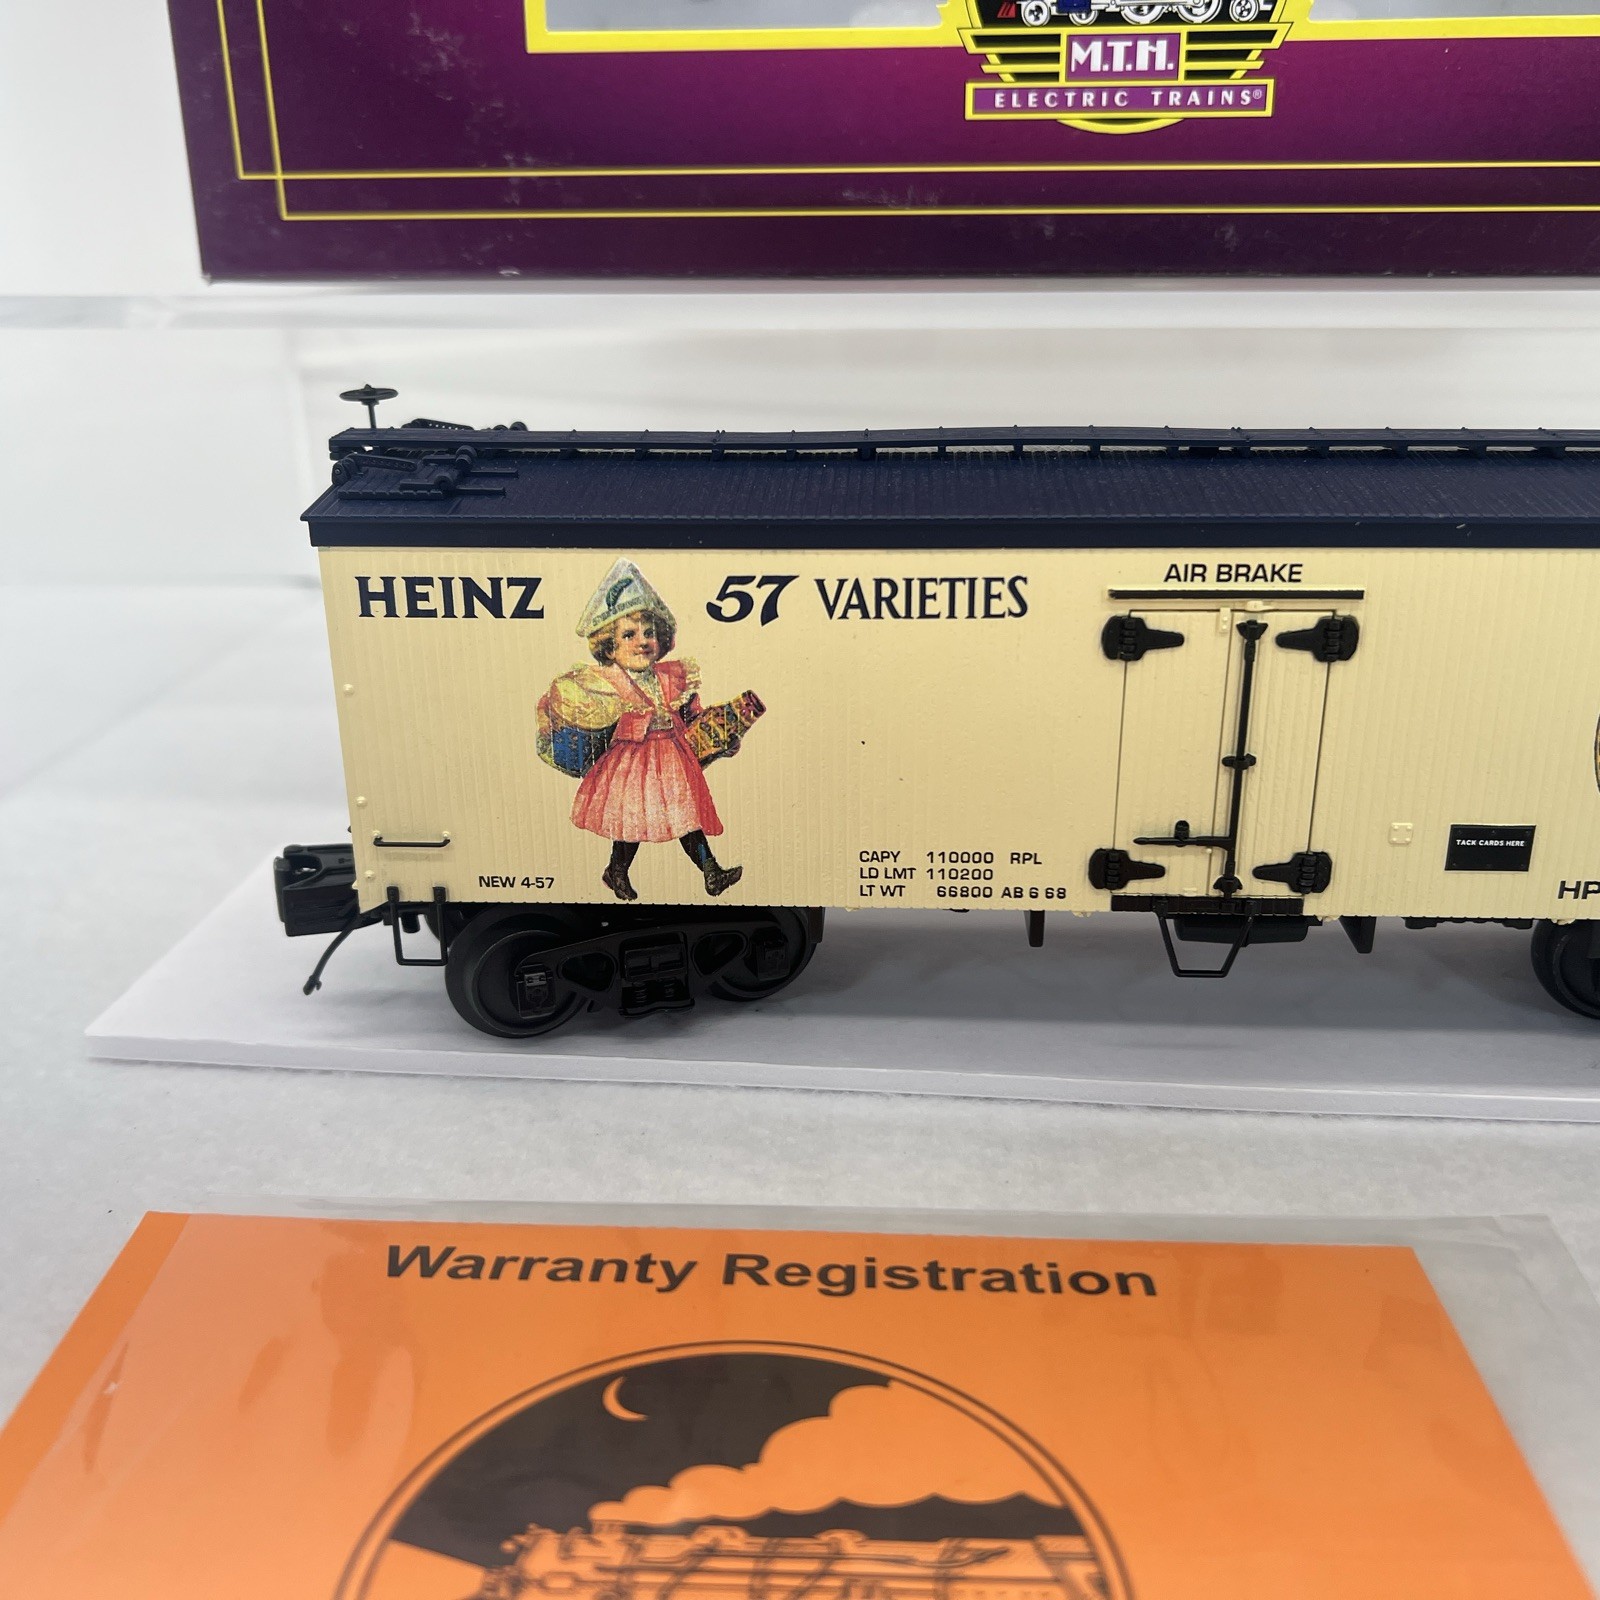 M.T.H.
ELECTRIC TRAINS®
HEINZ 57 VARIETIES
AIR BRAKE
TACK CARDS HERE
NEW 4-57
CAPY 110000 RPL
LD LMT 110200
LT WT 66800 AB 6 68
HP
Warranty Registration